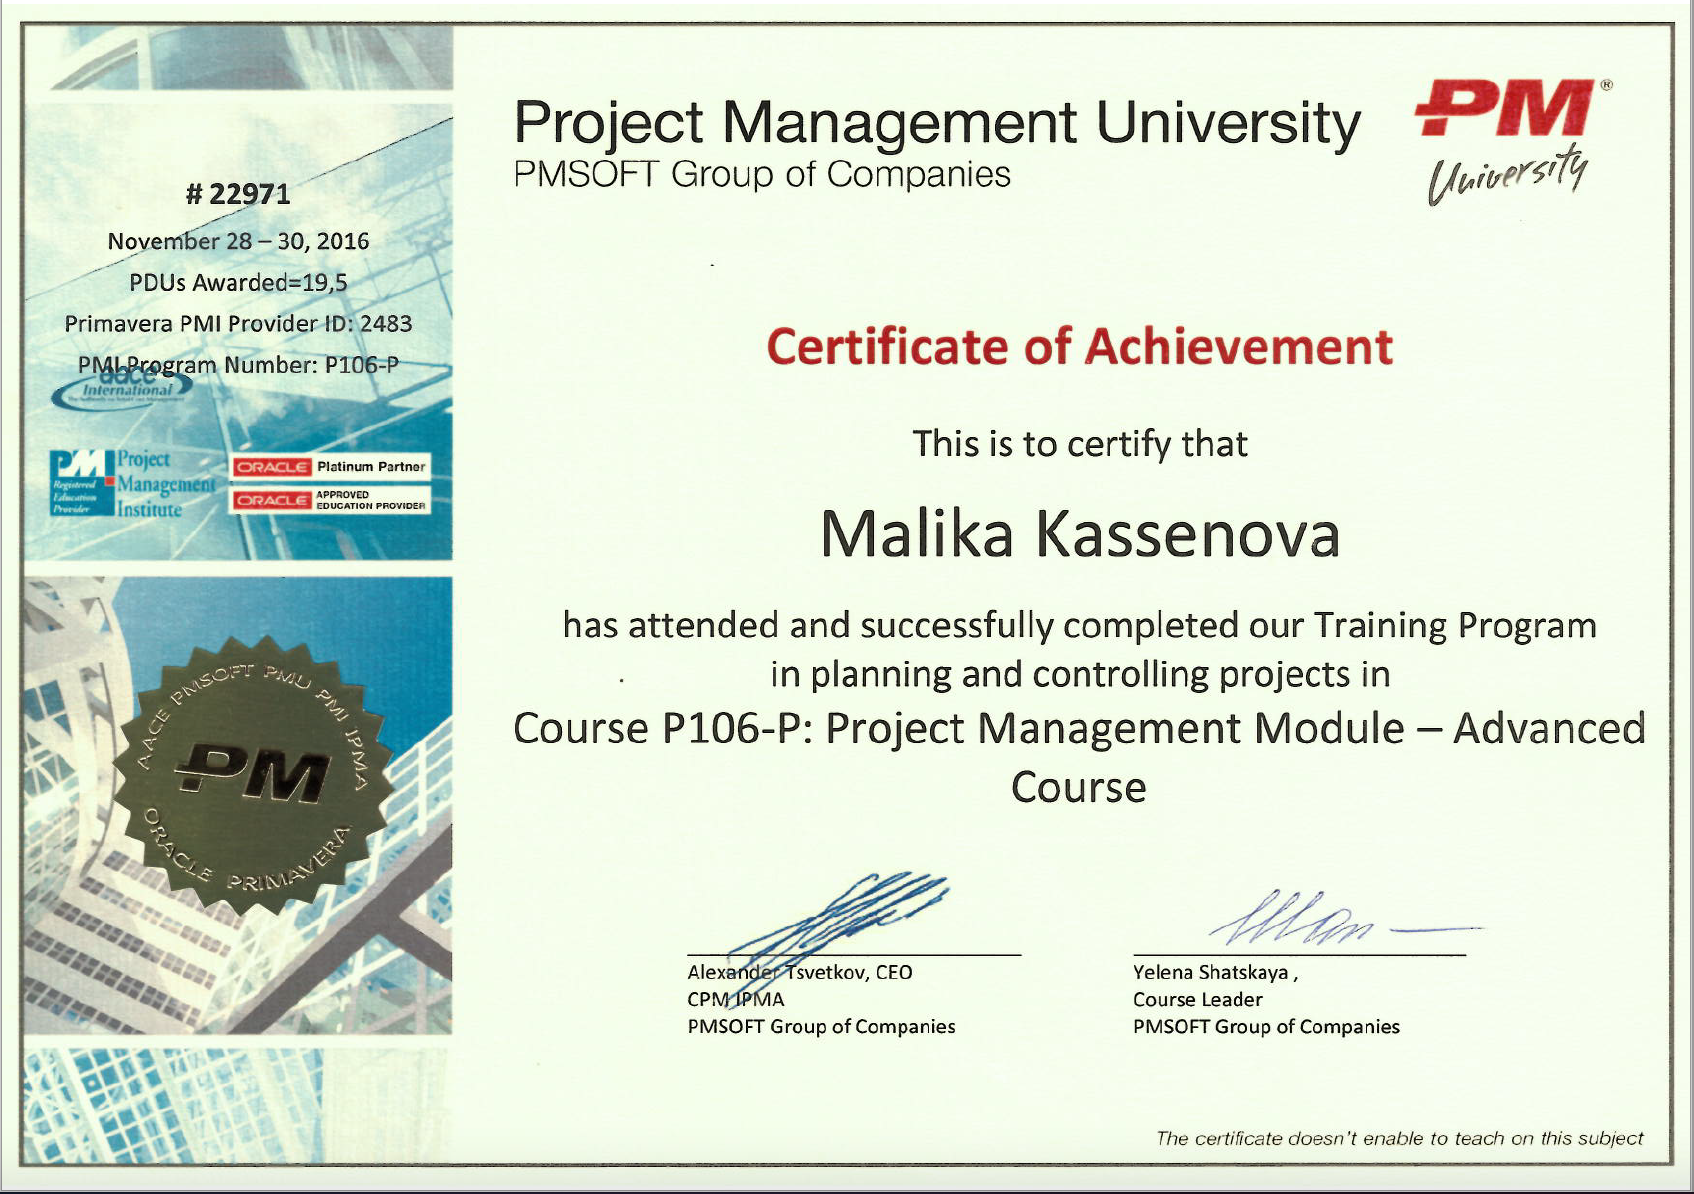 # 22971
November 28 – 30, 2016
PDUs Awarded=19,5
Primavera PMI Provider ID: 2483
PMI Program Number: P106-P
aace
International
PM
Registered
Education
Provider
Project
Management
Institute
ORACLE Platinum Partner
ORACLE APPROVED
EDUCATION PROVIDER
AACE PMSOFT PMU PMI IPMA
PM
ORACLE PRIMAVERA
Project Management University
PMSOFT Group of Companies
PM®
University
Certificate of Achievement
This is to certify that
Malika Kassenova
has attended and successfully completed our Training Program
in planning and controlling projects in
Course P106-P: Project Management Module – Advanced
Course
Alexander Tsvetkov, CEO
CPM IPMA
PMSOFT Group of Companies
Yelena Shatskaya ,
Course Leader
PMSOFT Group of Companies
The certificate doesn't enable to teach on this subject